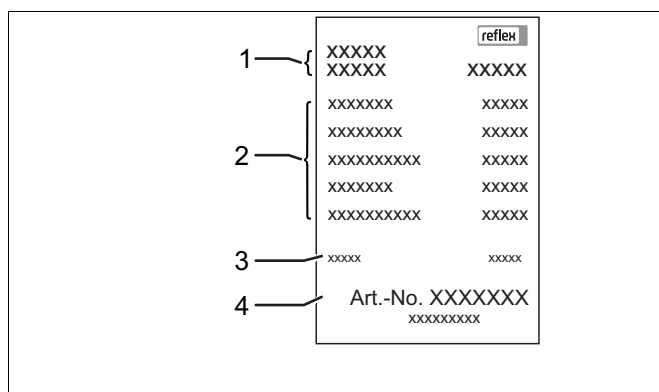 reflex
1 XXXXX
XXXXX XXXXX
xxxxxxx xxxxx
xxxxxxxx xxxxx
2 xxxxxxxxxx xxxxx
xxxxxxx xxxxx
xxxxxxxxxx xxxxx
3 xxxxx xxxxx
4 Art.-No. XXXXXXX
xxxxxxxxx